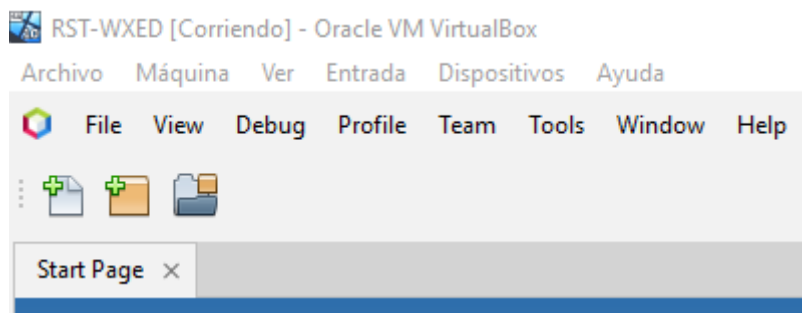 RST-WXED [Corriendo] - Oracle VM VirtualBox
Archivo Máquina Ver Entrada Dispositivos Ayuda
File View Debug Profile Team Tools Window Help
Start Page